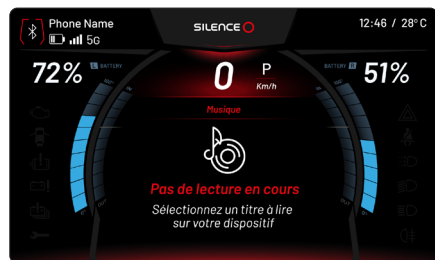 Phone Name
5G
SILENCE
12:46 / 28°C
72%
L BATTERY
0
P
Km/h
BATTERY R
51%
Musique
Pas de lecture en cours
Sélectionnez un titre à lire
sur votre dispositif